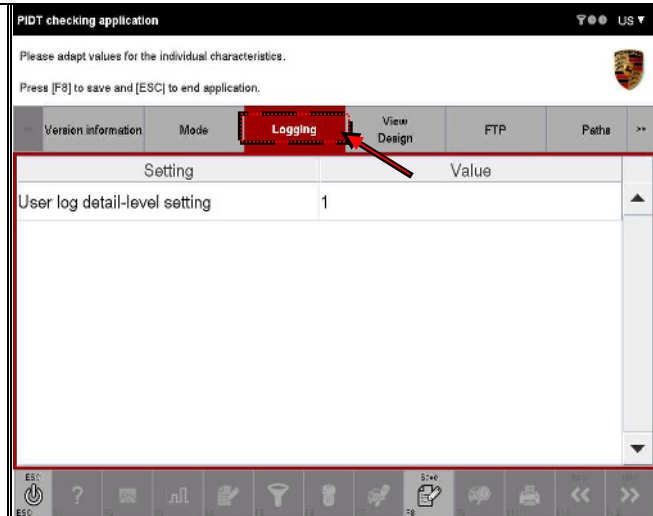 PIDT checking application US
Please adapt values for the individual characteristics.
Press [F8] to save and [ESC] to end application.
Version information Mode Logging View Design FTP Paths >>
Setting Value
User log detail-level setting 1
ESC Save
ESC F8